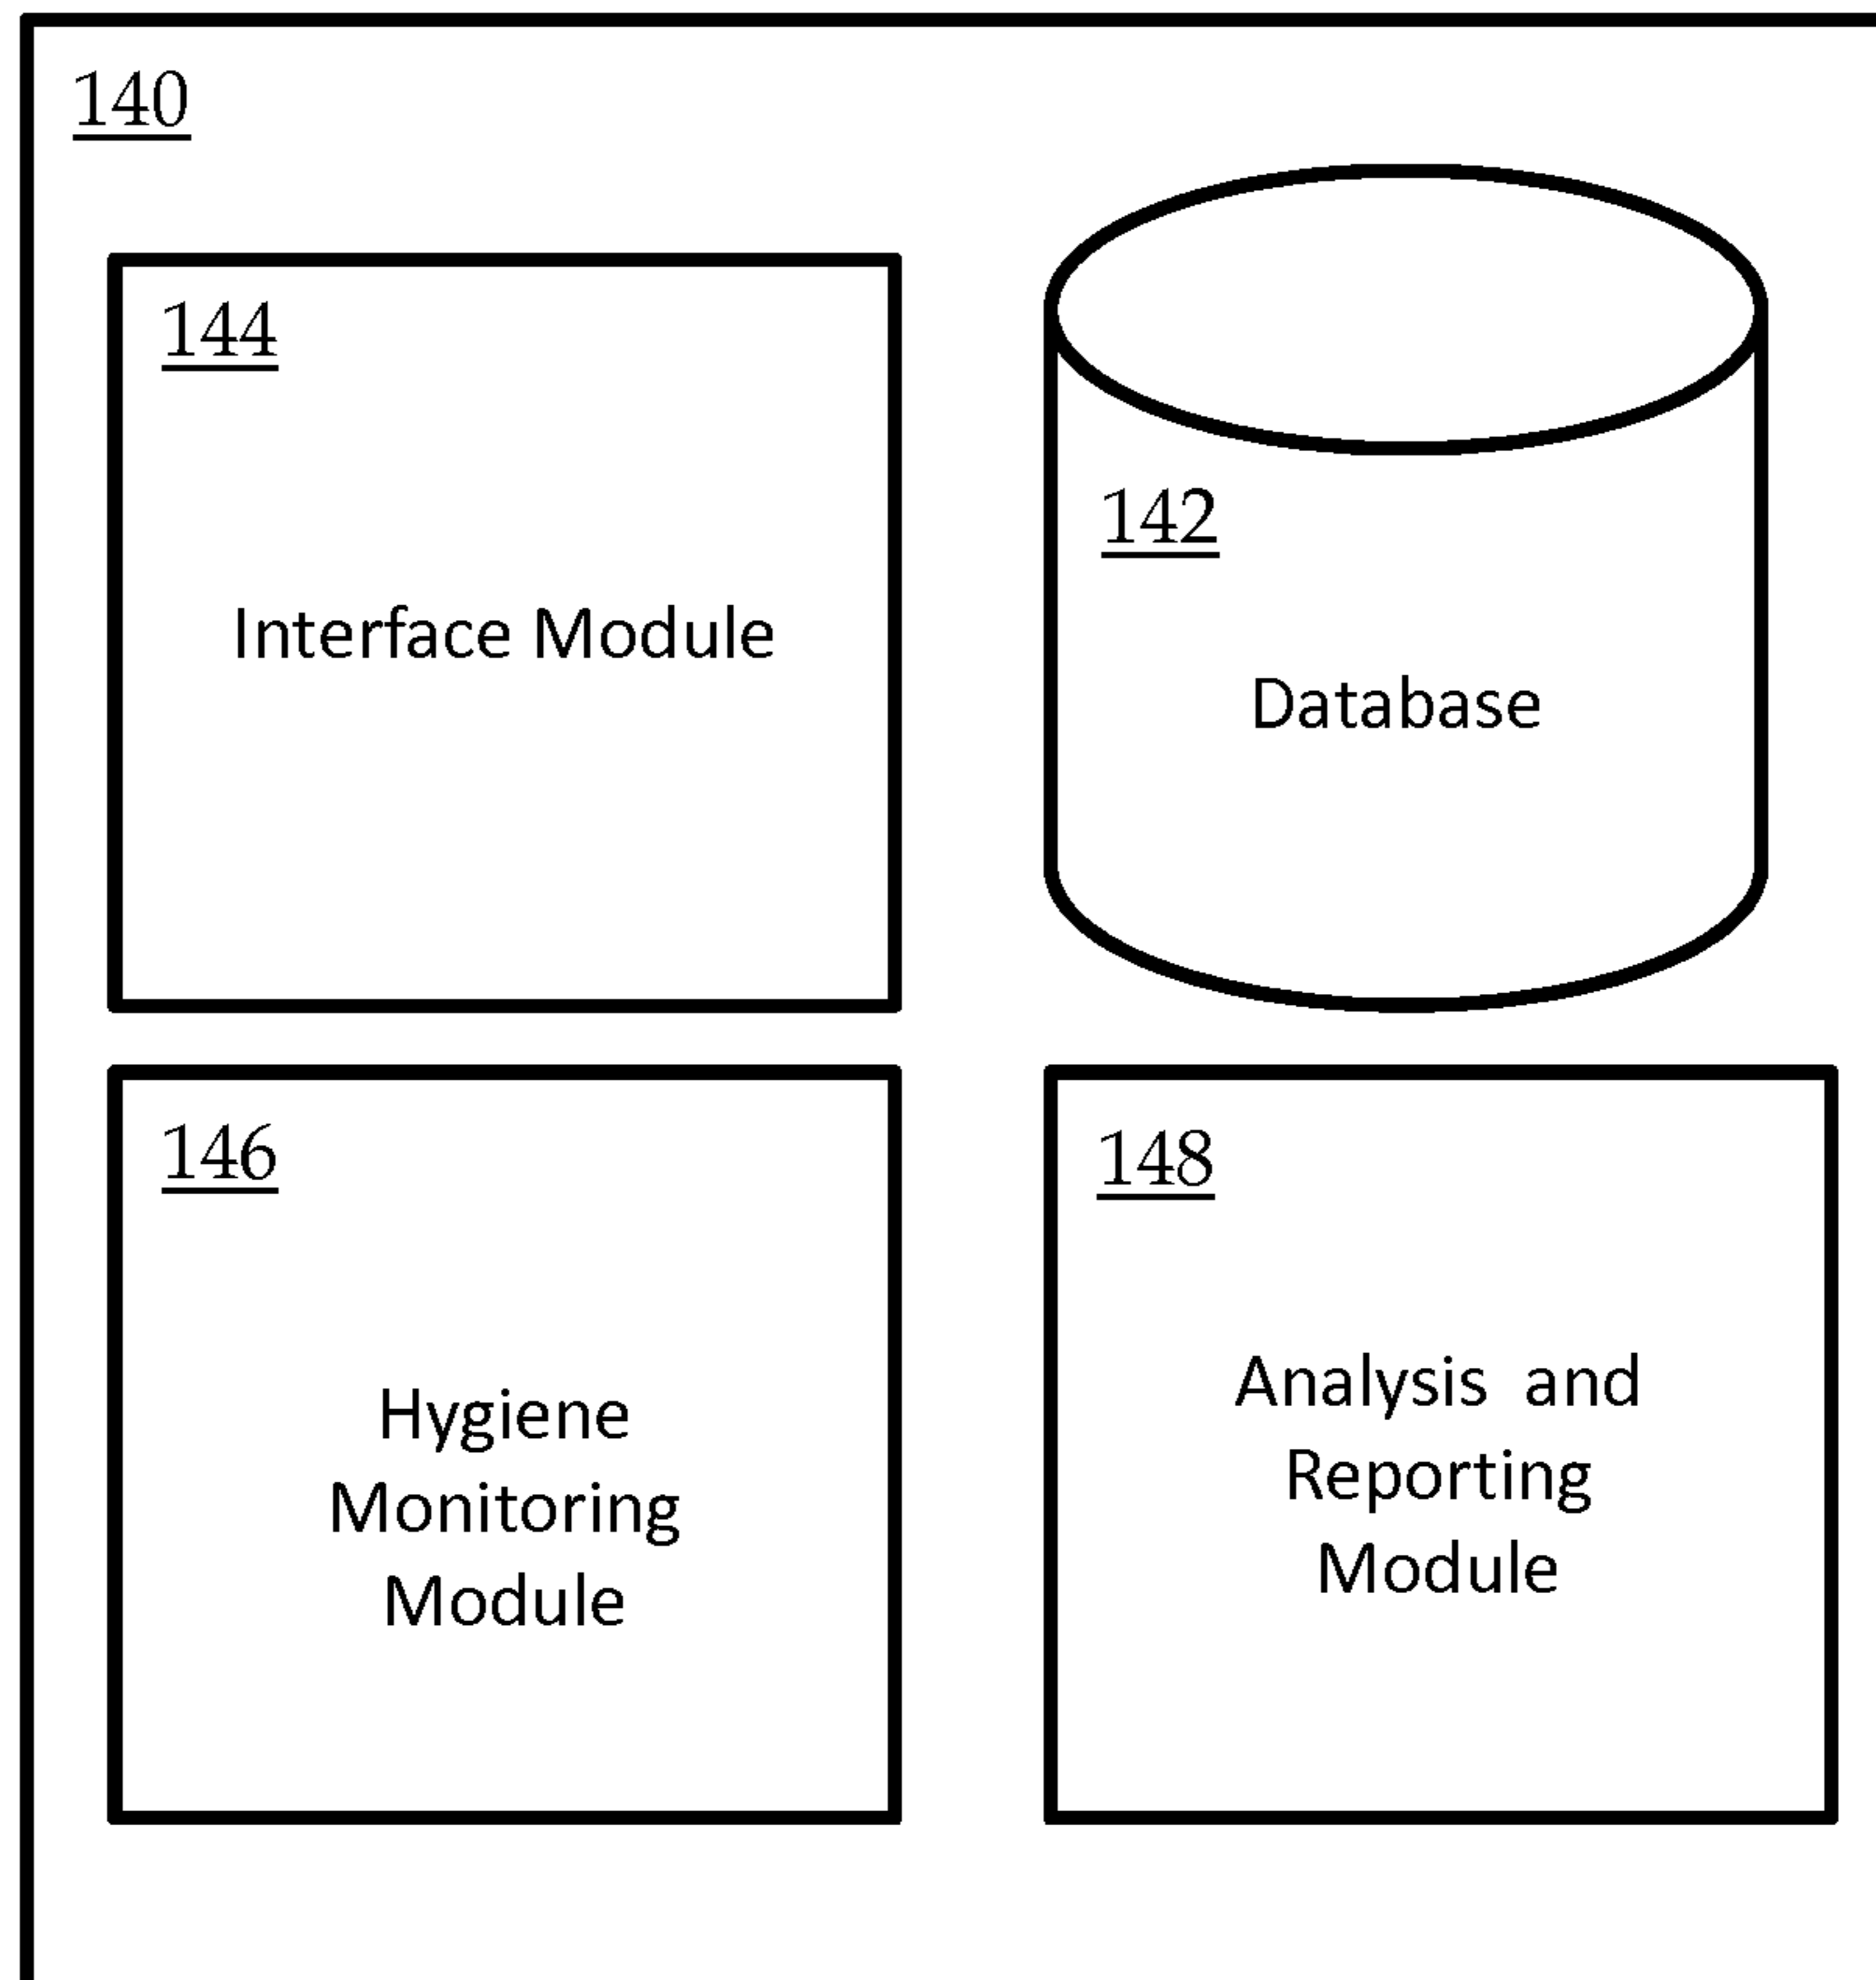 140
144
Interface Module
142
Database
146
Hygiene
Monitoring
Module
148
Analysis and
Reporting
Module